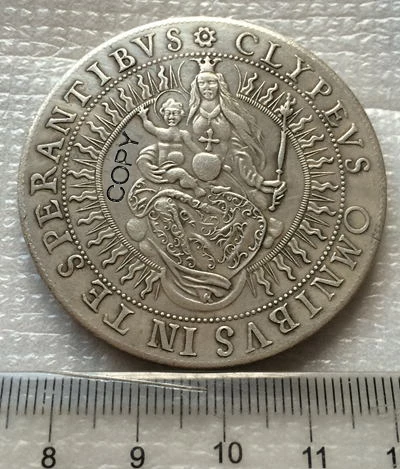 CLYPEVS OMNIBVS IN TE SPERANTIBVS
COPY
8 9 10 11